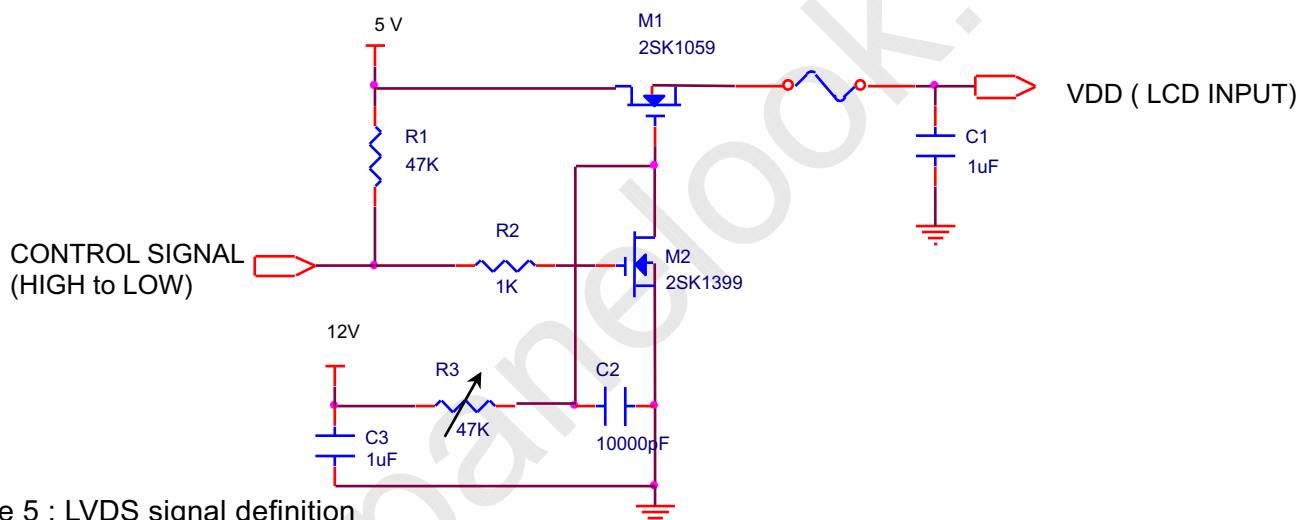 5 V
M1
2SK1059
VDD ( LCD INPUT)
R1
47K
C1
1uF
R2
1K
CONTROL SIGNAL
(HIGH to LOW)
M2
2SK1399
12V
R3
47K
C2
10000pF
C3
1uF
5 : LVDS signal definition
panelook.